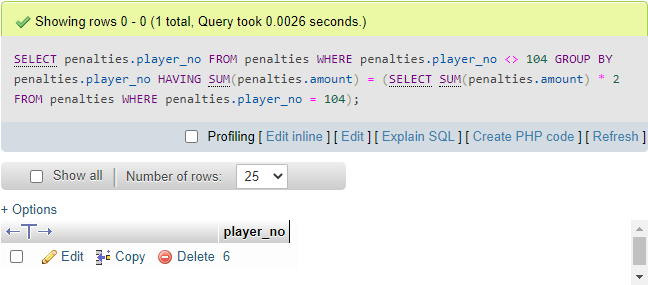 Showing rows 0 - 0 (1 total, Query took 0.0026 seconds.)
SELECT penalties.player_no FROM penalties WHERE penalties.player_no <> 104 GROUP BY
penalties.player_no HAVING SUM(penalties.amount) = (SELECT SUM(penalties.amount) * 2
FROM penalties WHERE penalties.player_no = 104);
Profiling [ Edit inline ] [ Edit ] [ Explain SQL ] [ Create PHP code ] [ Refresh ]
Show all Number of rows: 25
+ Options
←T→ player_no
Edit Copy Delete 6